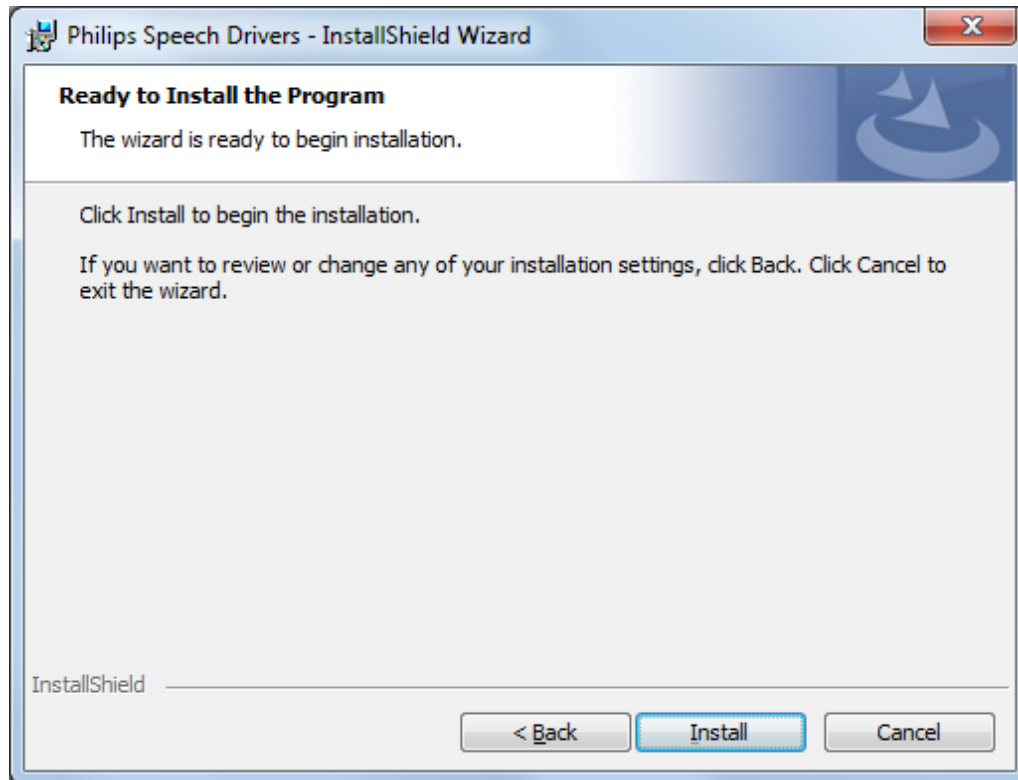 Philips Speech Drivers - InstallShield Wizard
Ready to Install the Program
The wizard is ready to begin installation.
Click Install to begin the installation.
If you want to review or change any of your installation settings, click Back. Click Cancel to
exit the wizard.
InstallShield
< Back
Install
Cancel